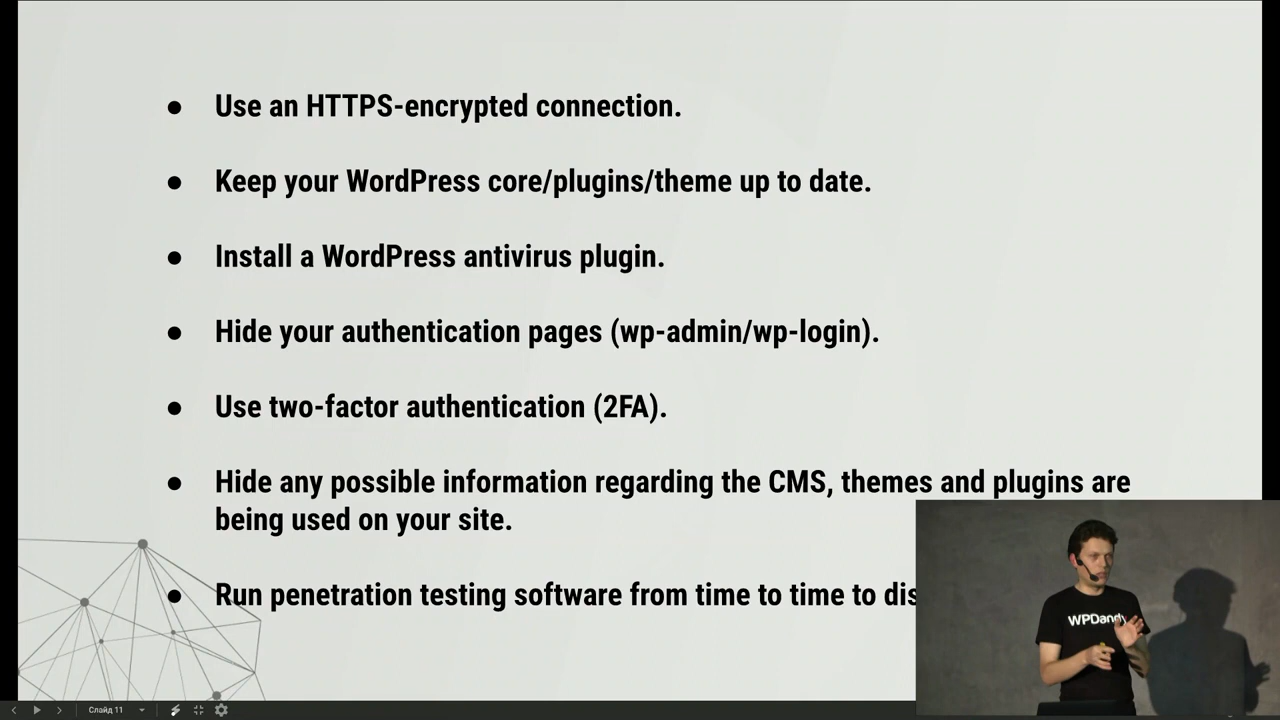 ● Use an HTTPS-encrypted connection.
● Keep your WordPress core/plugins/theme up to date.
● Install a WordPress antivirus plugin.
● Hide your authentication pages (wp-admin/wp-login).
● Use two-factor authentication (2FA).
● Hide any possible information regarding the CMS, themes and plugins are
being used on your site.
● Run penetration testing software from time to time to
WPDandy
Слайд 11